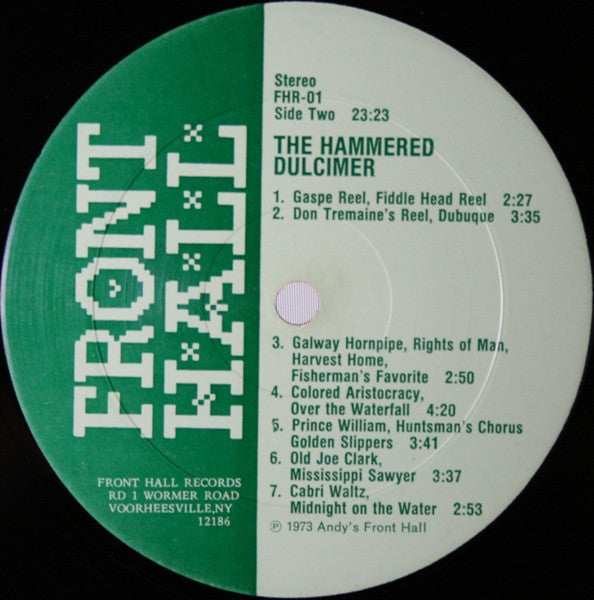 FRONT
HALL
FRONT HALL RECORDS
RD 1 WORMER ROAD
VOORHEESVILLE,NY
12186
Stereo
FHR-01
Side Two 23:23
THE HAMMERED
DULCIMER
1. Gaspe Reel, Fiddle Head Reel 2:27
2. Don Tremaine's Reel, Dubuque 3:35
3. Galway Hornpipe, Rights of Man,
Harvest Home,
Fisherman's Favorite 2:50
4. Colored Aristocracy,
Over the Waterfall 4:20
5. Prince William, Huntsman's Chorus
Golden Slippers 3:41
6. Old Joe Clark,
Mississippi Sawyer 3:37
7. Cabri Waltz,
Midnight on the Water 2:53
℗ 1973 Andy's Front Hall